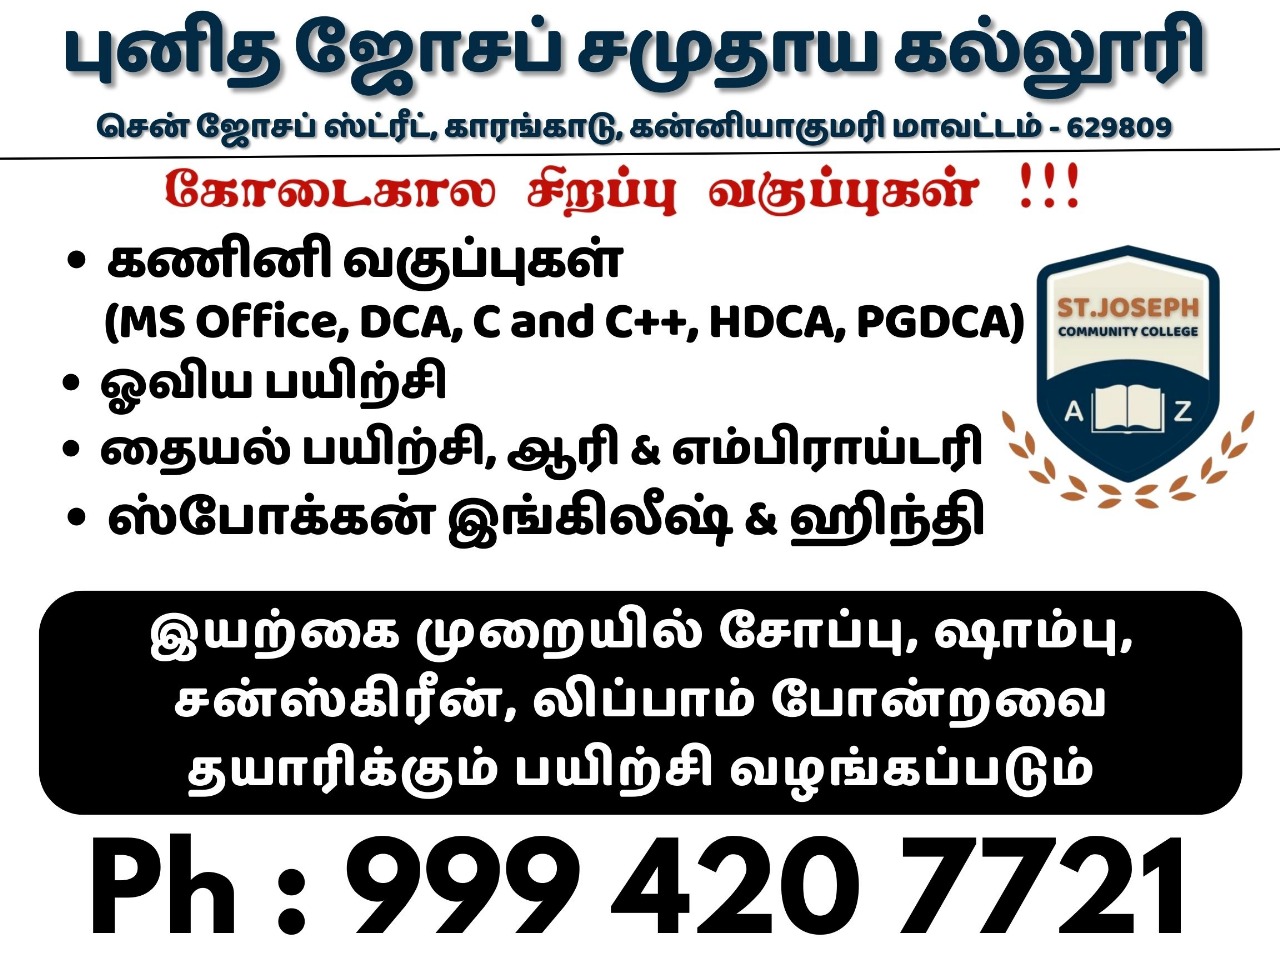 புனித ஜோசப் சமுதாய கல்லூரி
சென் ஜோசப் ஸ்ட்ரீட், காரங்காடு, கன்னியாகுமரி மாவட்டம் - 629809
கோடைகால சிறப்பு வகுப்புகள் !!!
• கணினி வகுப்புகள்
(MS Office, DCA, C and C++, HDCA, PGDCA)
• ஓவிய பயிற்சி
• தையல் பயிற்சி, ஆரி & எம்பிராய்டரி
• ஸ்போக்கன் இங்கிலீஷ் & ஹிந்தி
ST.JOSEPH
COMMUNITY COLLEGE
A Z
இயற்கை முறையில் சோப்பு, ஷாம்பு,
சன்ஸ்கிரீன், லிப்பாம் போன்றவை
தயாரிக்கும் பயிற்சி வழங்கப்படும்
Ph : 999 420 7721